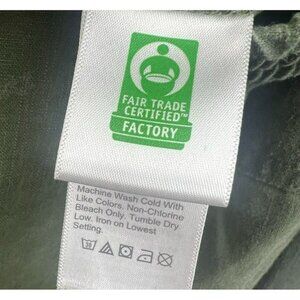 FAIR TRADE
CERTIFIED™
FACTORY
Machine Wash Cold With
Like Colors. Non-Chlorine
Bleach Only. Tumble Dry
Low. Iron on Lowest
Setting.
30